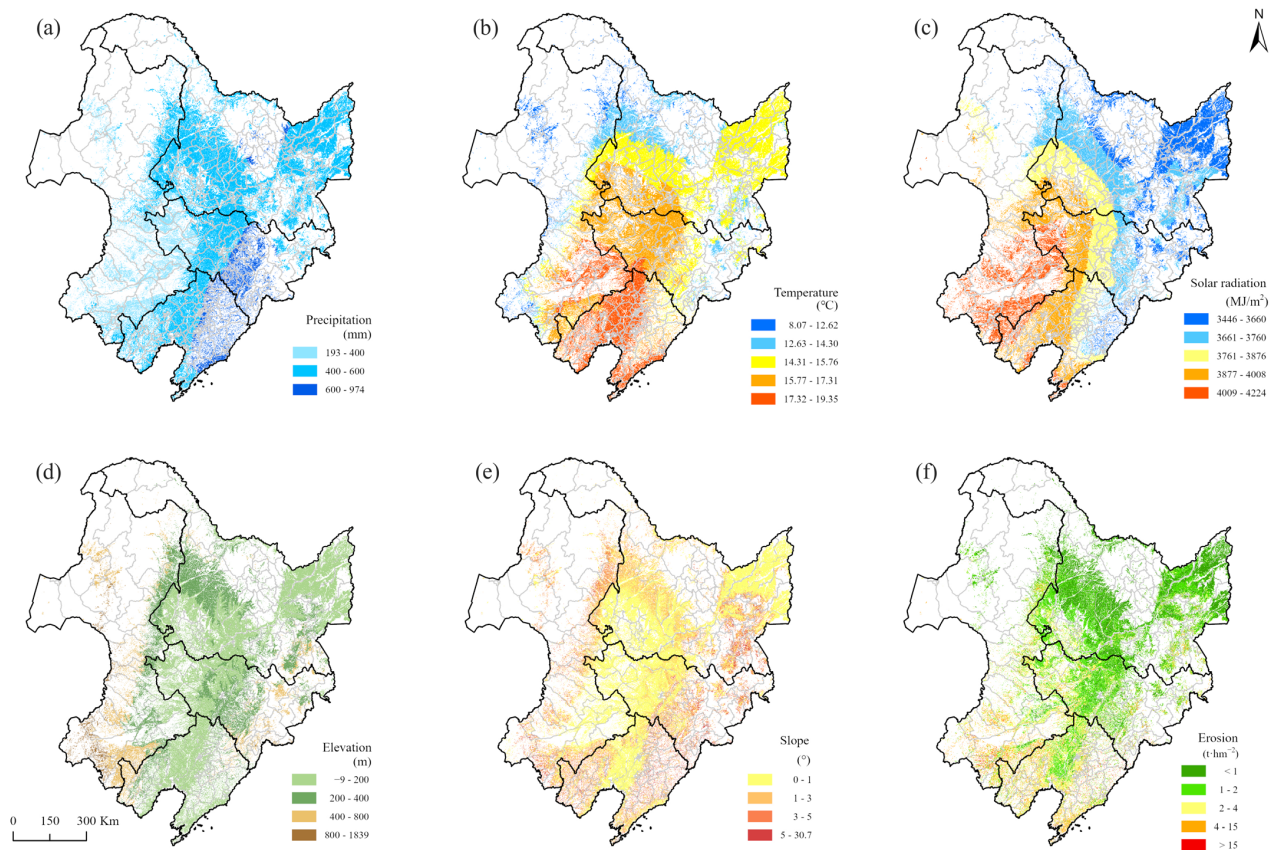 (a)
Precipitation
(mm)
193 - 400
400 - 600
600 - 974
(b)
Temperature
(℃)
8.07 - 12.62
12.63 - 14.30
14.31 - 15.76
15.77 - 17.31
17.32 - 19.35
(c)
N
Solar radiation
(MJ/m²)
3446 - 3660
3661 - 3760
3761 - 3876
3877 - 4008
4009 - 4224
(d)
Elevation
(m)
−9 - 200
200 - 400
400 - 800
800 - 1839
0 150 300 Km
(e)
Slope
(°)
0 - 1
1 - 3
3 - 5
5 - 30.7
(f)
Erosion
(t·hm⁻²)
< 1
1 - 2
2 - 4
4 - 15
> 15